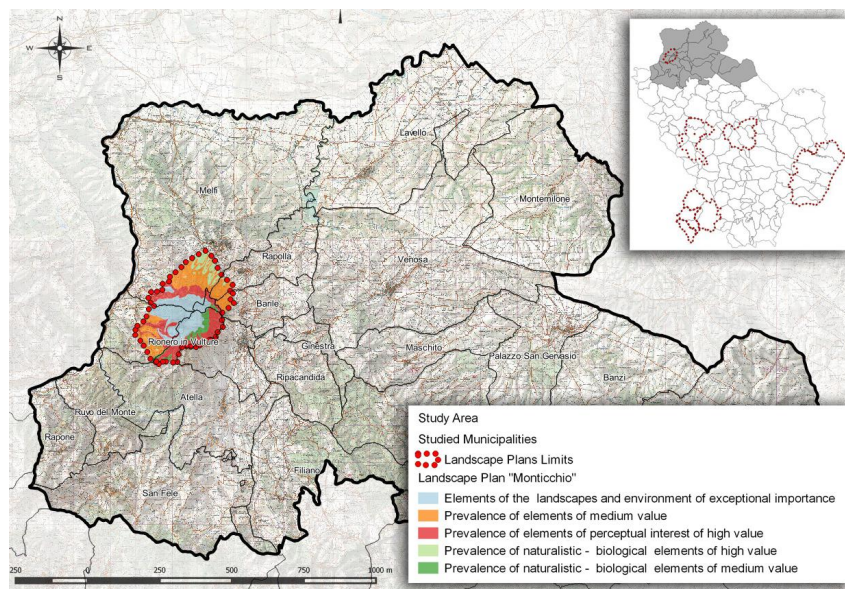 N
W E
S
Lavello
Melfi
Montemilone
Rapolla
Venosa
Barile
Rionero in Vulture
Ginestra
Maschito
Palazzo San Gervasio
Ripacandida
Banzi
Atella
Ruvo del Monte
Rapone
Filiano
San Fele
Study Area
Studied Municipalities
Landscape Plans Limits
Landscape Plan "Monticchio"
Elements of the landscapes and environment of exceptional importance
Prevalence of elements of medium value
Prevalence of elements of perceptual interest of high value
Prevalence of naturalistic - biological elements of high value
Prevalence of naturalistic - biological elements of medium value
250 0 250 500 750 1000 m